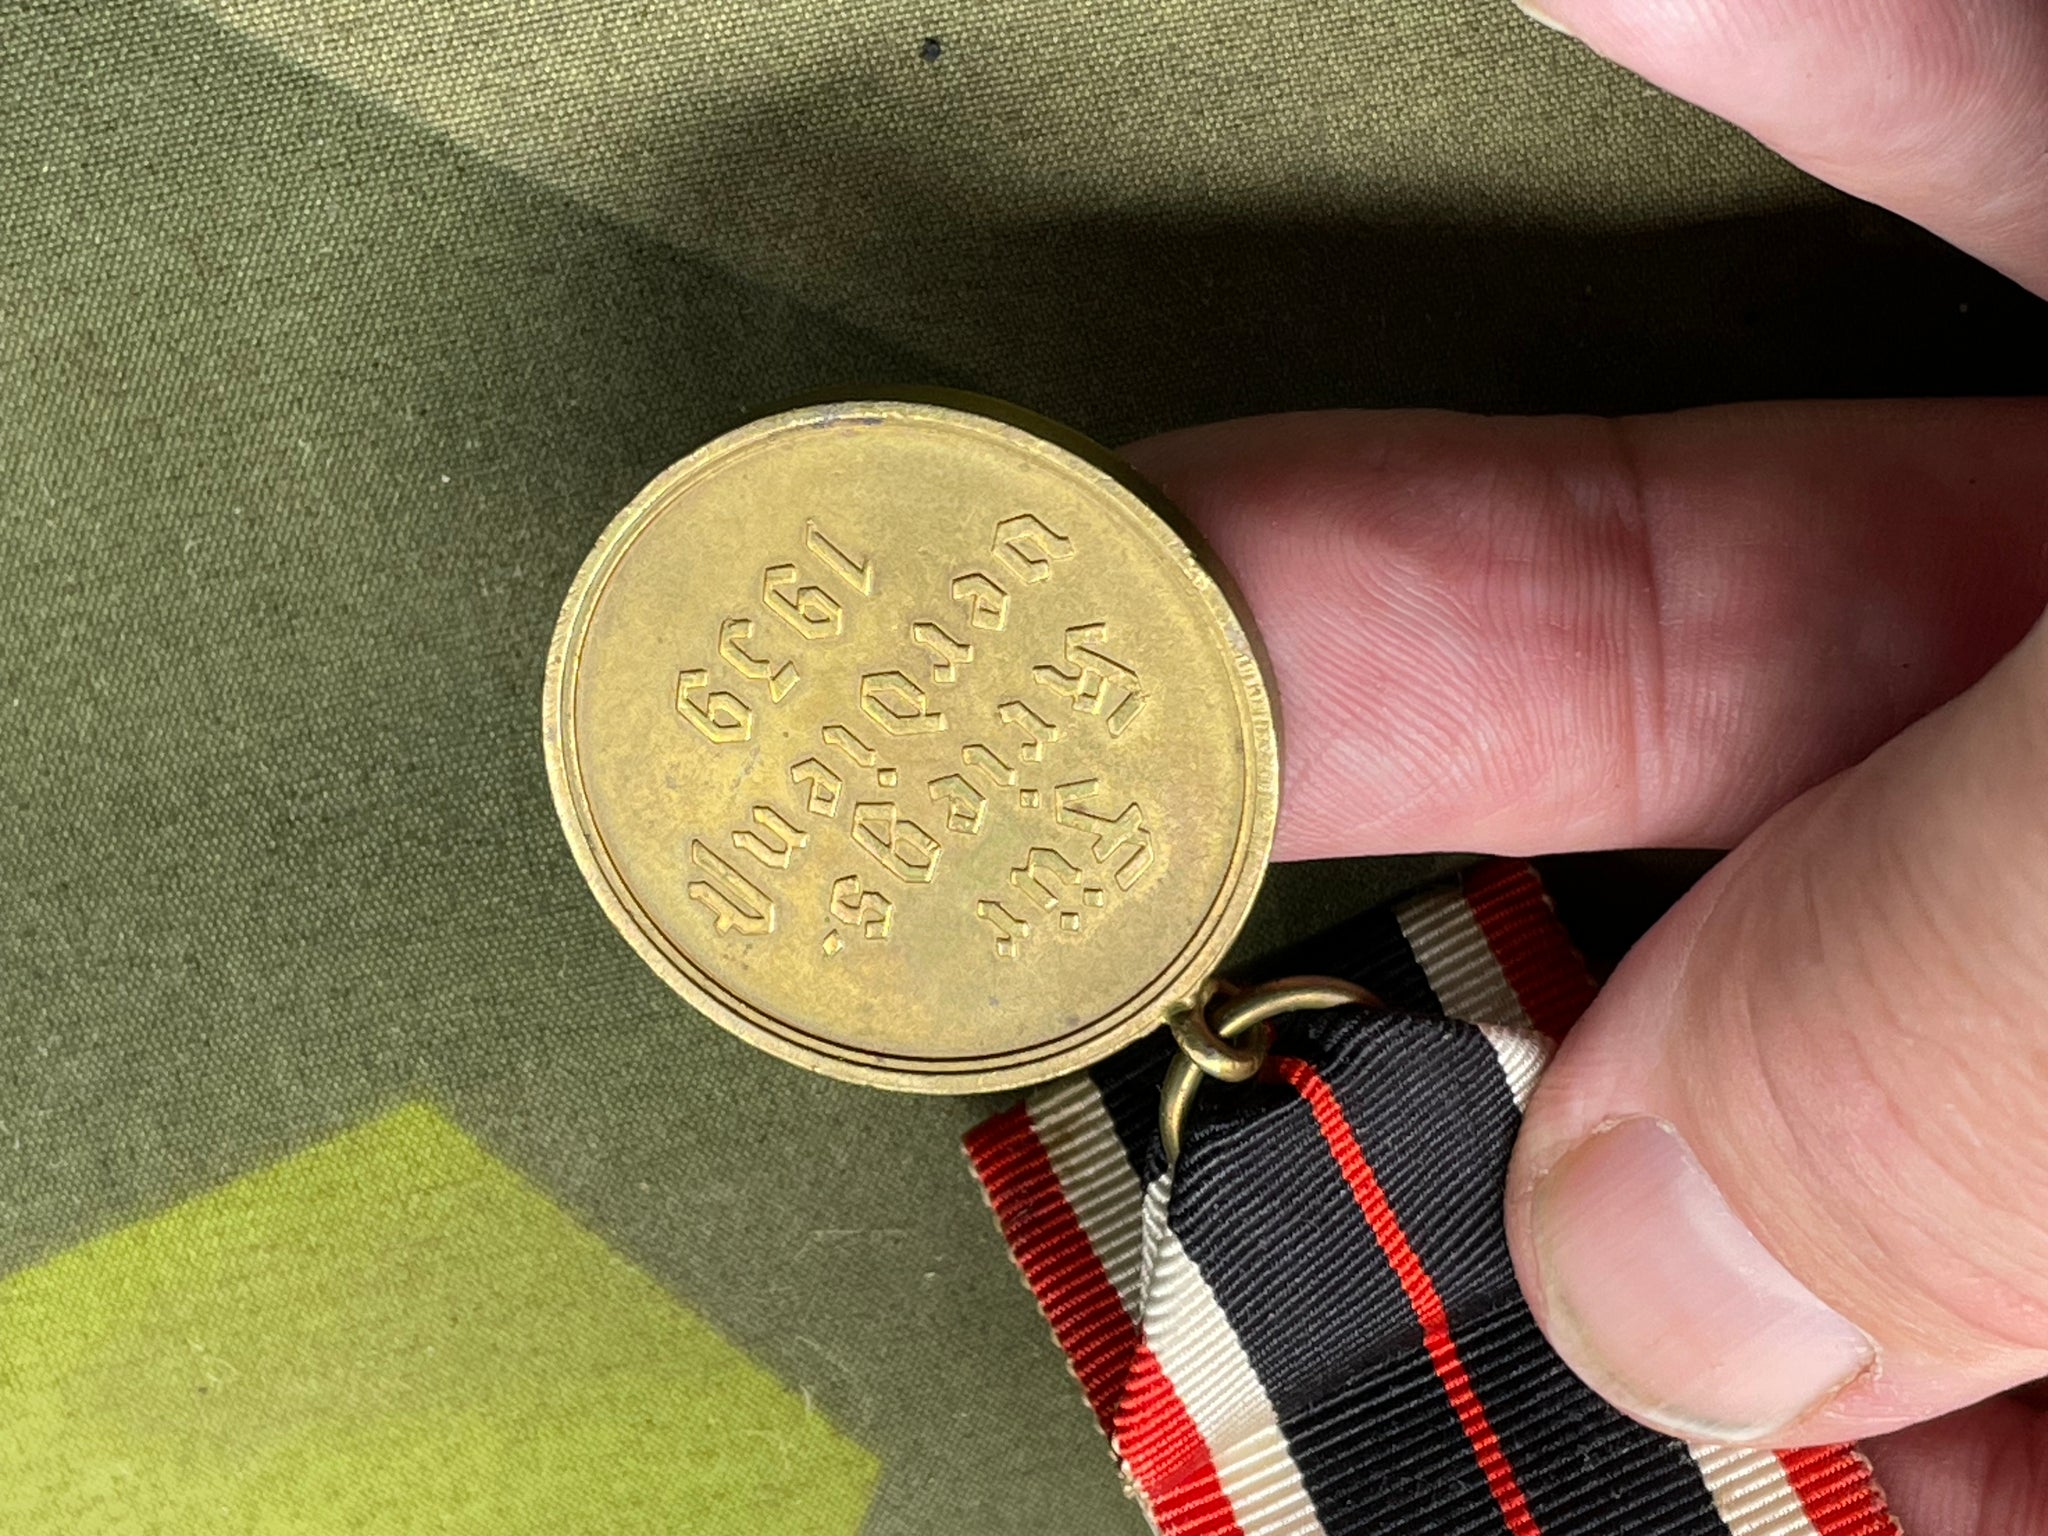 Für
Kriegs.
verdienst
1939